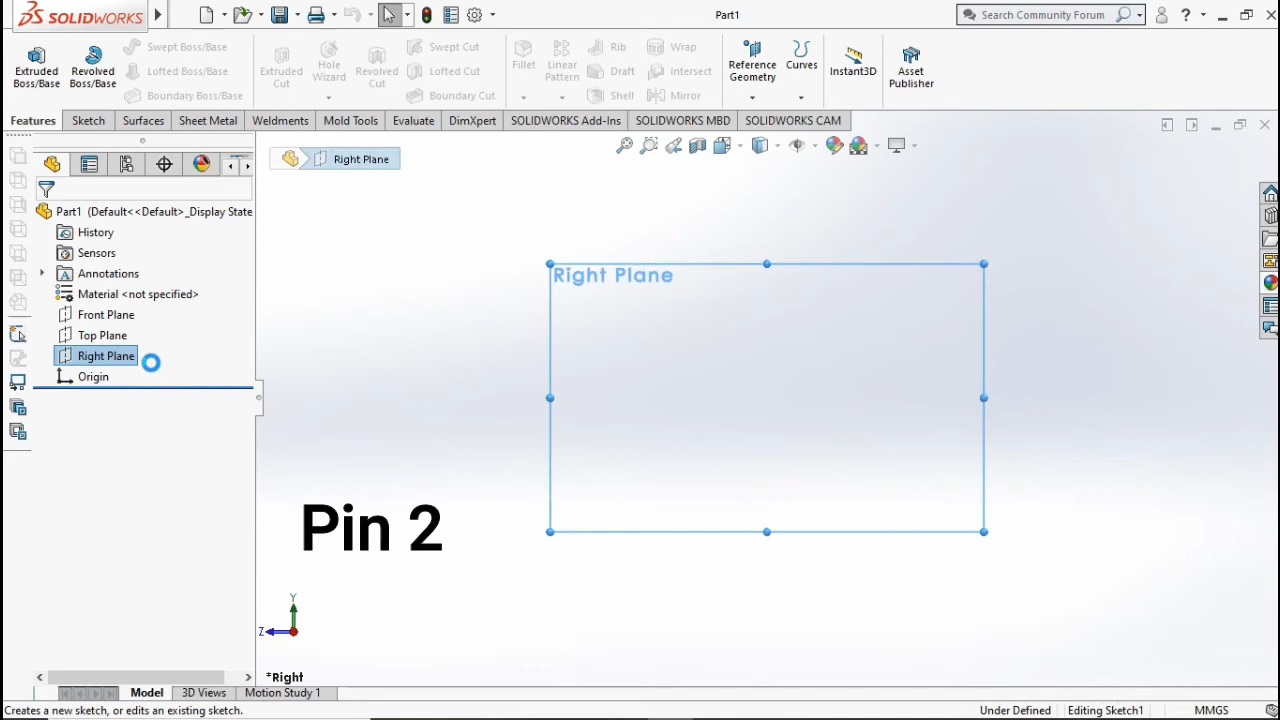 SOLIDWORKS
Part1
Search Community Forum
Extruded Boss/Base
Revolved Boss/Base
Swept Boss/Base
Lofted Boss/Base
Boundary Boss/Base
Extruded Cut
Hole Wizard
Revolved Cut
Swept Cut
Lofted Cut
Boundary Cut
Fillet
Linear Pattern
Rib
Draft
Shell
Wrap
Intersect
Mirror
Reference Geometry
Curves
Instant3D
Asset Publisher
Features
Sketch
Surfaces
Sheet Metal
Weldments
Mold Tools
Evaluate
DimXpert
SOLIDWORKS Add-Ins
SOLIDWORKS MBD
SOLIDWORKS CAM
Right Plane
Part1 (Default<<Default>_Display State
History
Sensors
Annotations
Material <not specified>
Front Plane
Top Plane
Right Plane
Origin
Right Plane
Pin 2
Y
Z
*Right
Model
3D Views
Motion Study 1
Creates a new sketch, or edits an existing sketch.
Under Defined
Editing Sketch1
MMGS